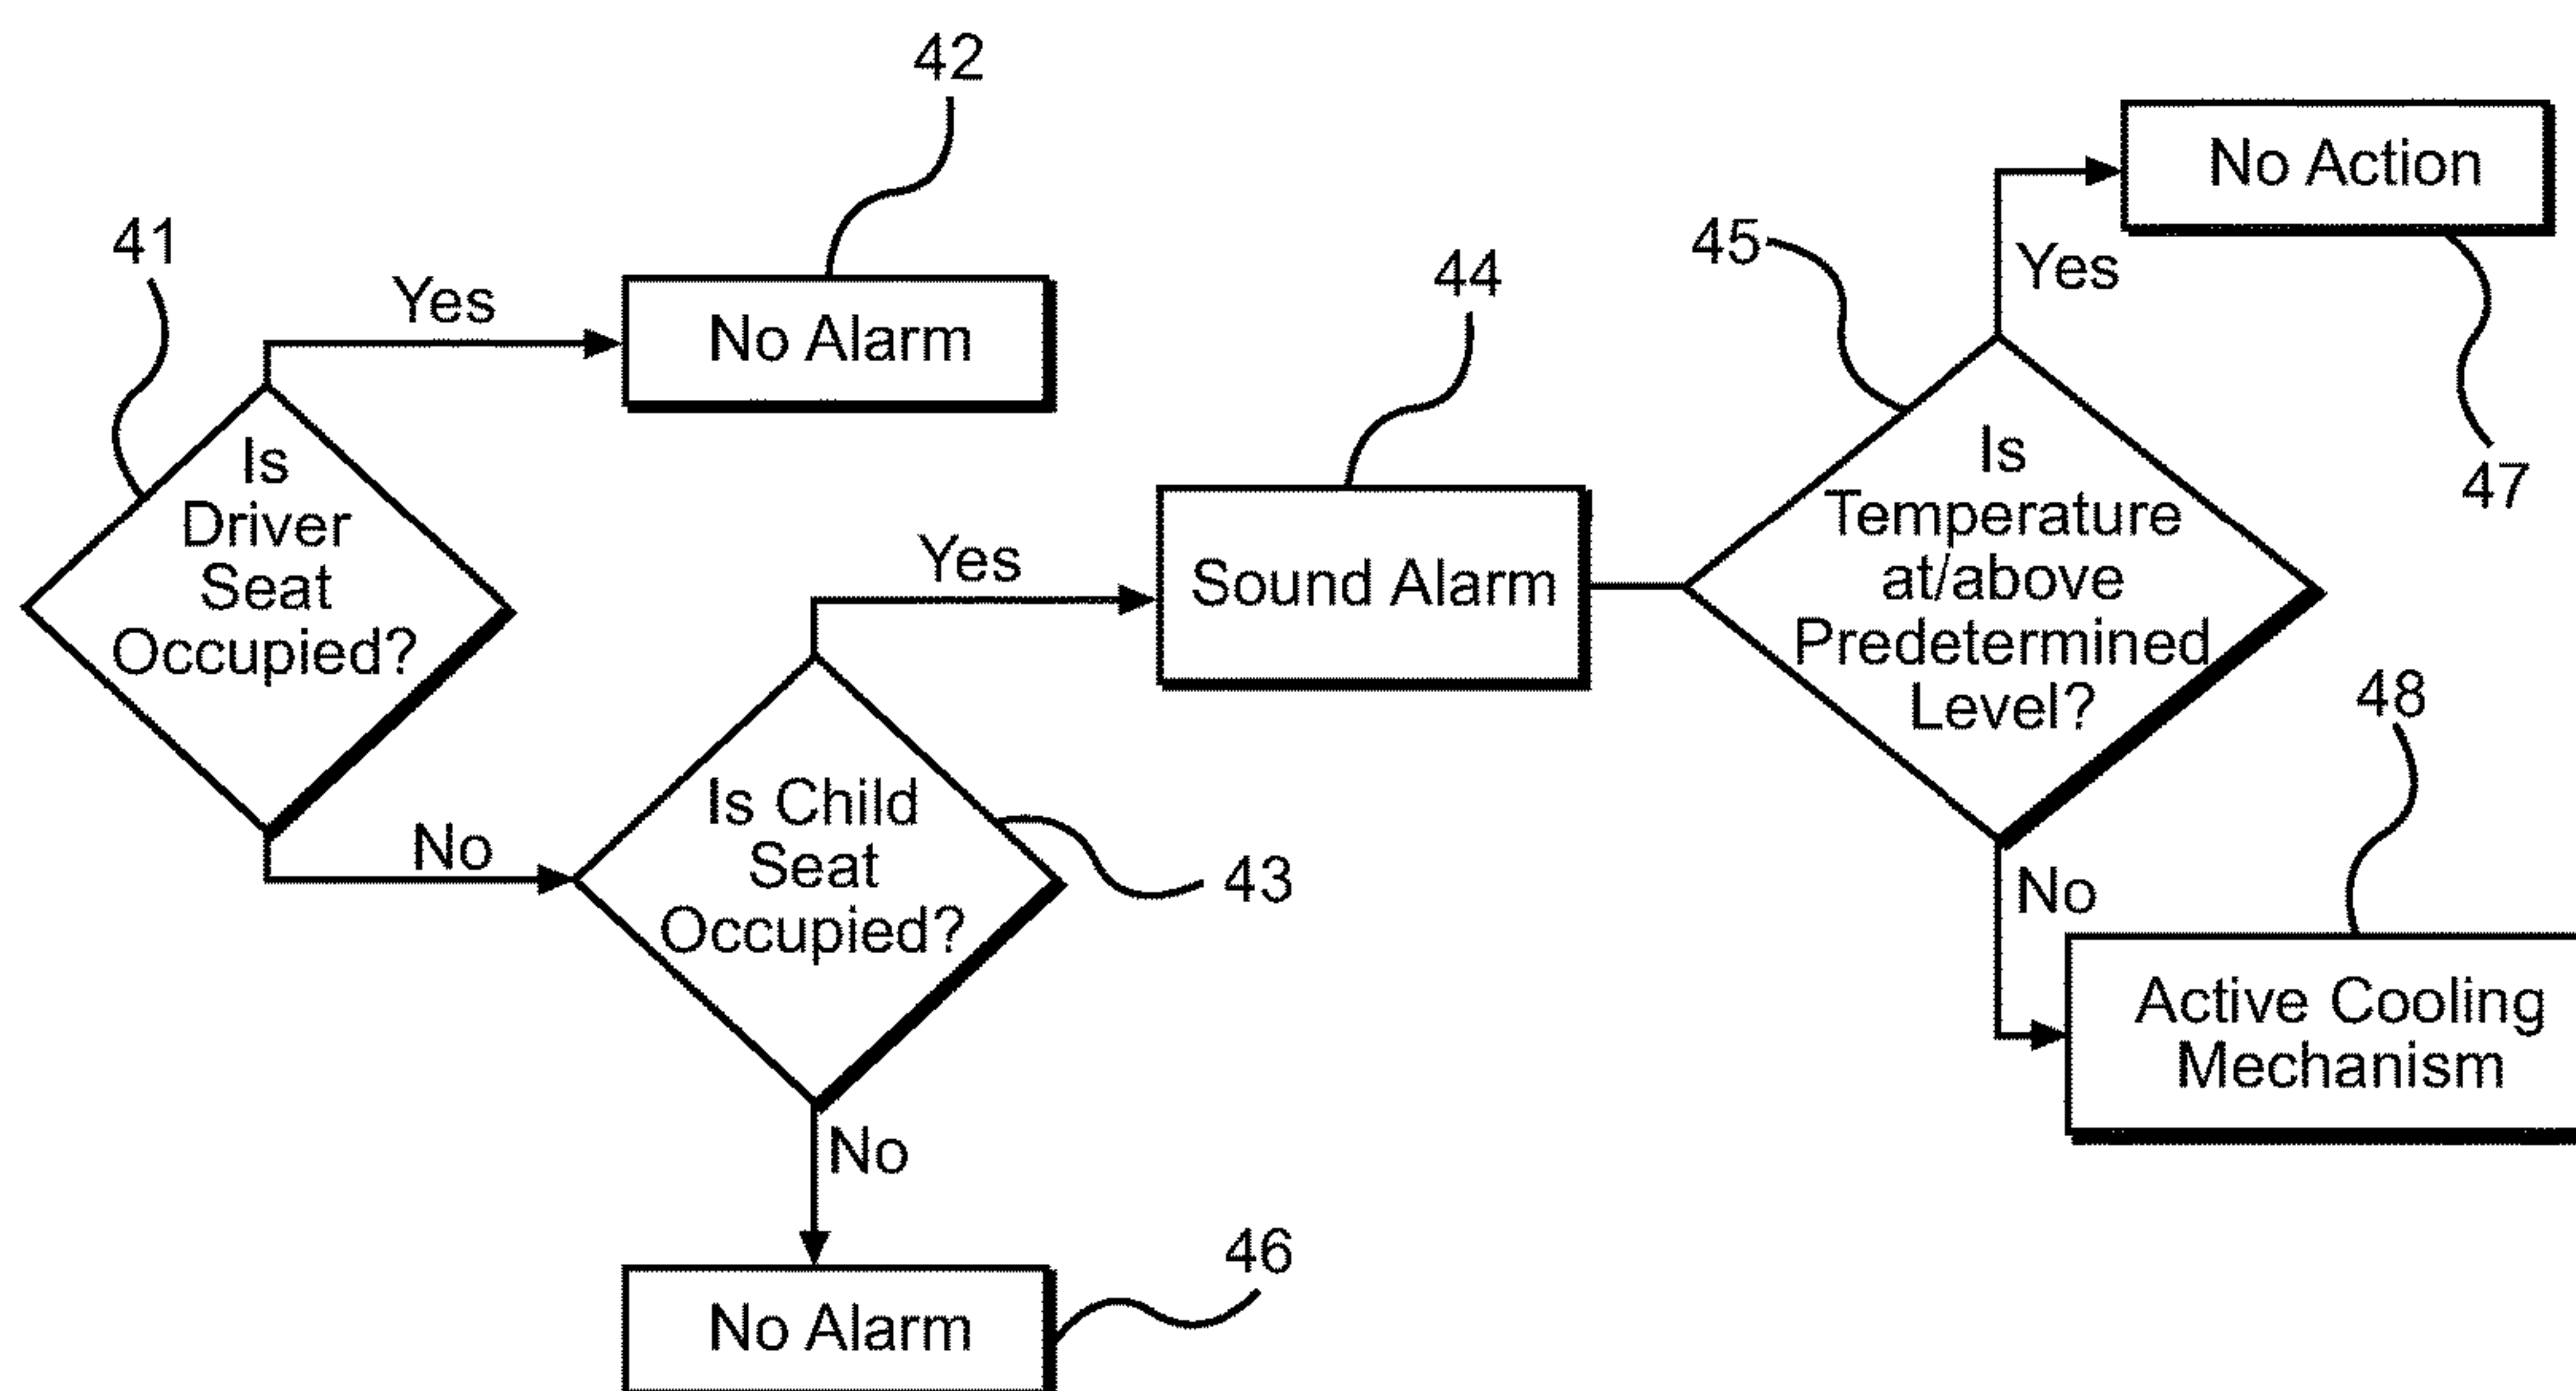 42
No Action
41
45
Yes
44
Yes
No Alarm
Is
Driver
Seat
Occupied?
Is
Temperature
at/above
Predetermined
Level?
47
Yes
Sound Alarm
48
No
Is Child
Seat
Occupied?
43
No
Active Cooling
Mechanism
No
46
No Alarm